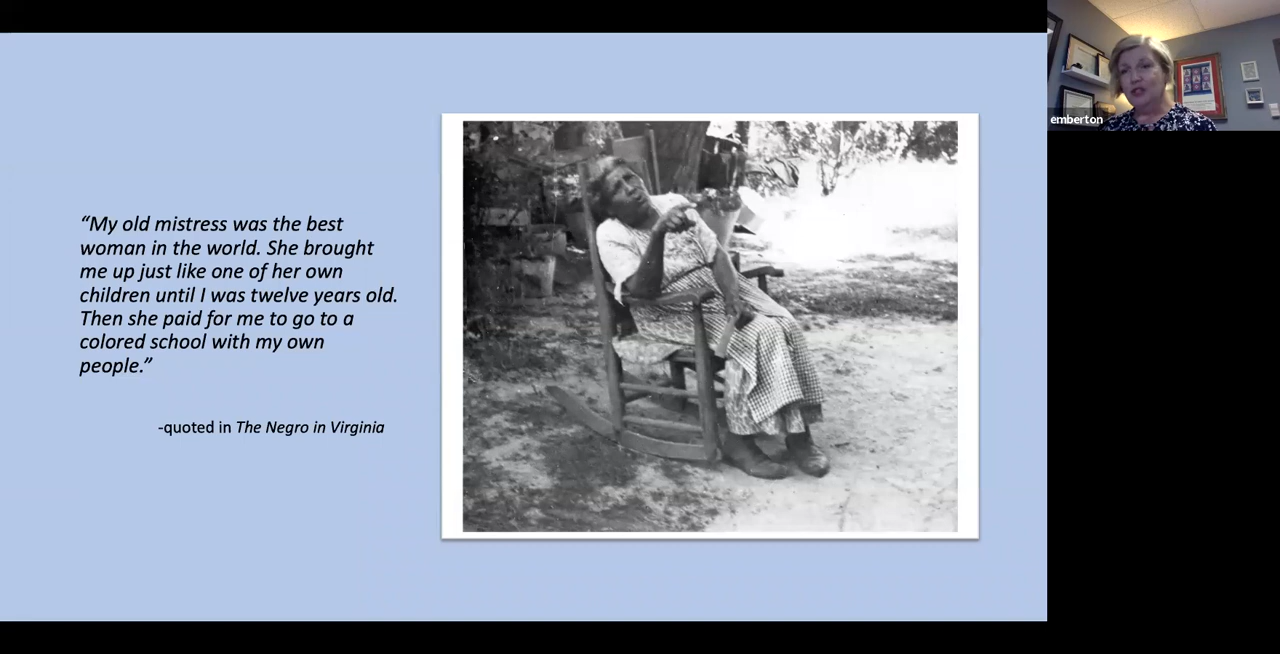 “My old mistress was the best
woman in the world. She brought
me up just like one of her own
children until I was twelve years old.
Then she paid for me to go to a
colored school with my own
people.”
-quoted in The Negro in Virginia
emberton